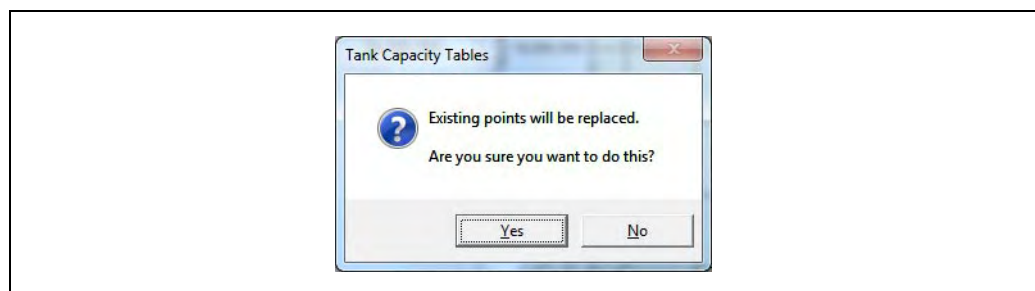 Tank Capacity Tables
Existing points will be replaced.
Are you sure you want to do this?
Yes
No